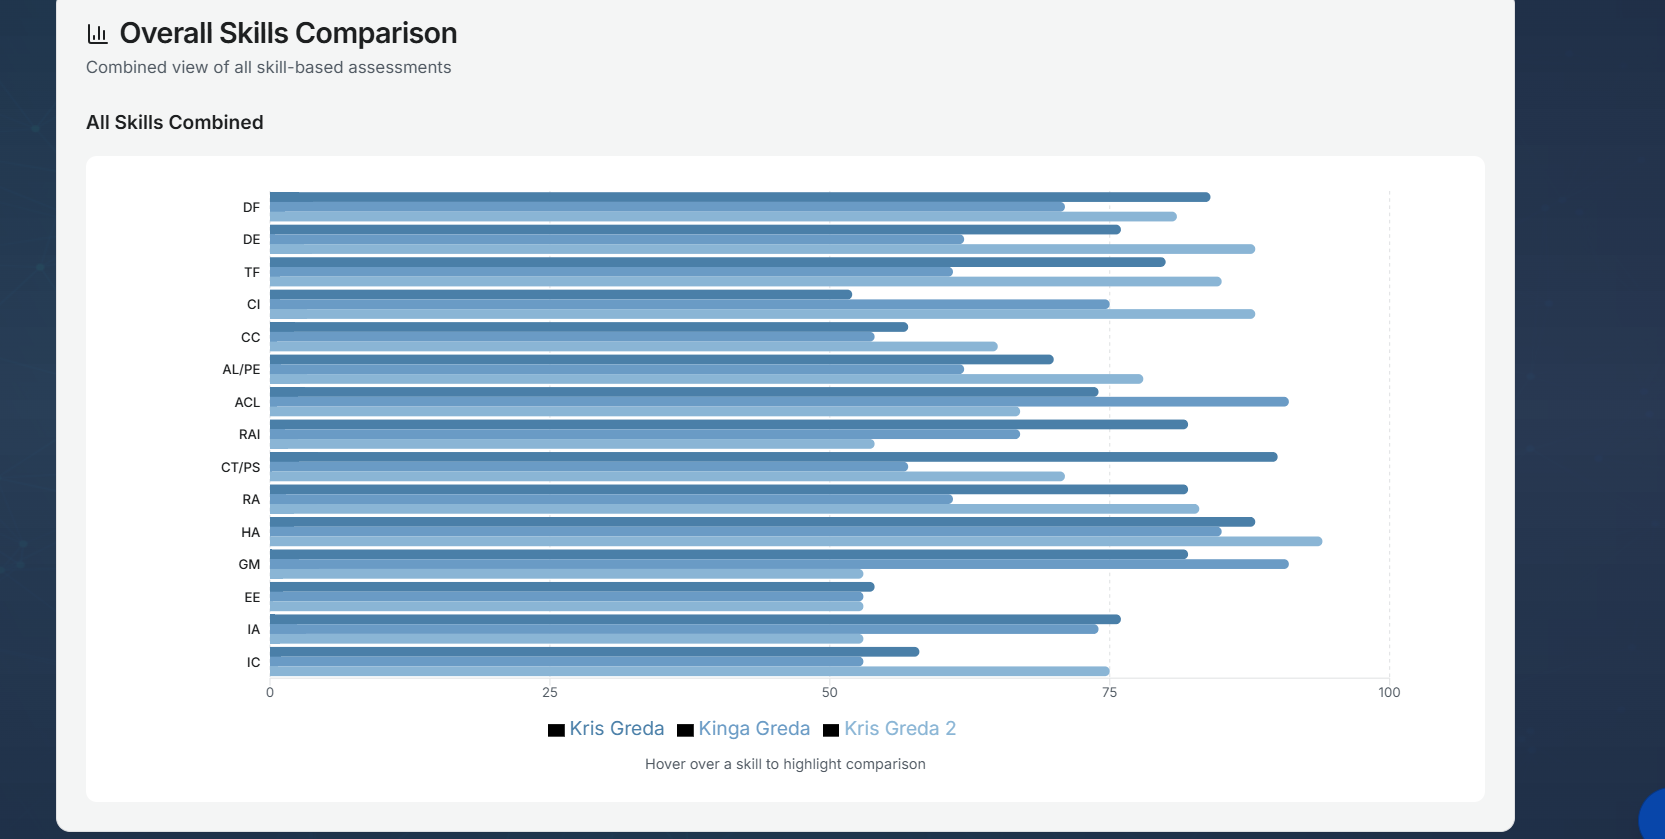 Overall Skills Comparison
Combined view of all skill-based assessments
All Skills Combined
DF
DE
TF
CI
CC
AL/PE
ACL
RAI
CT/PS
RA
HA
GM
EE
IA
IC
0 25 50 75 100
Kris Greda Kinga Greda Kris Greda 2
Hover over a skill to highlight comparison